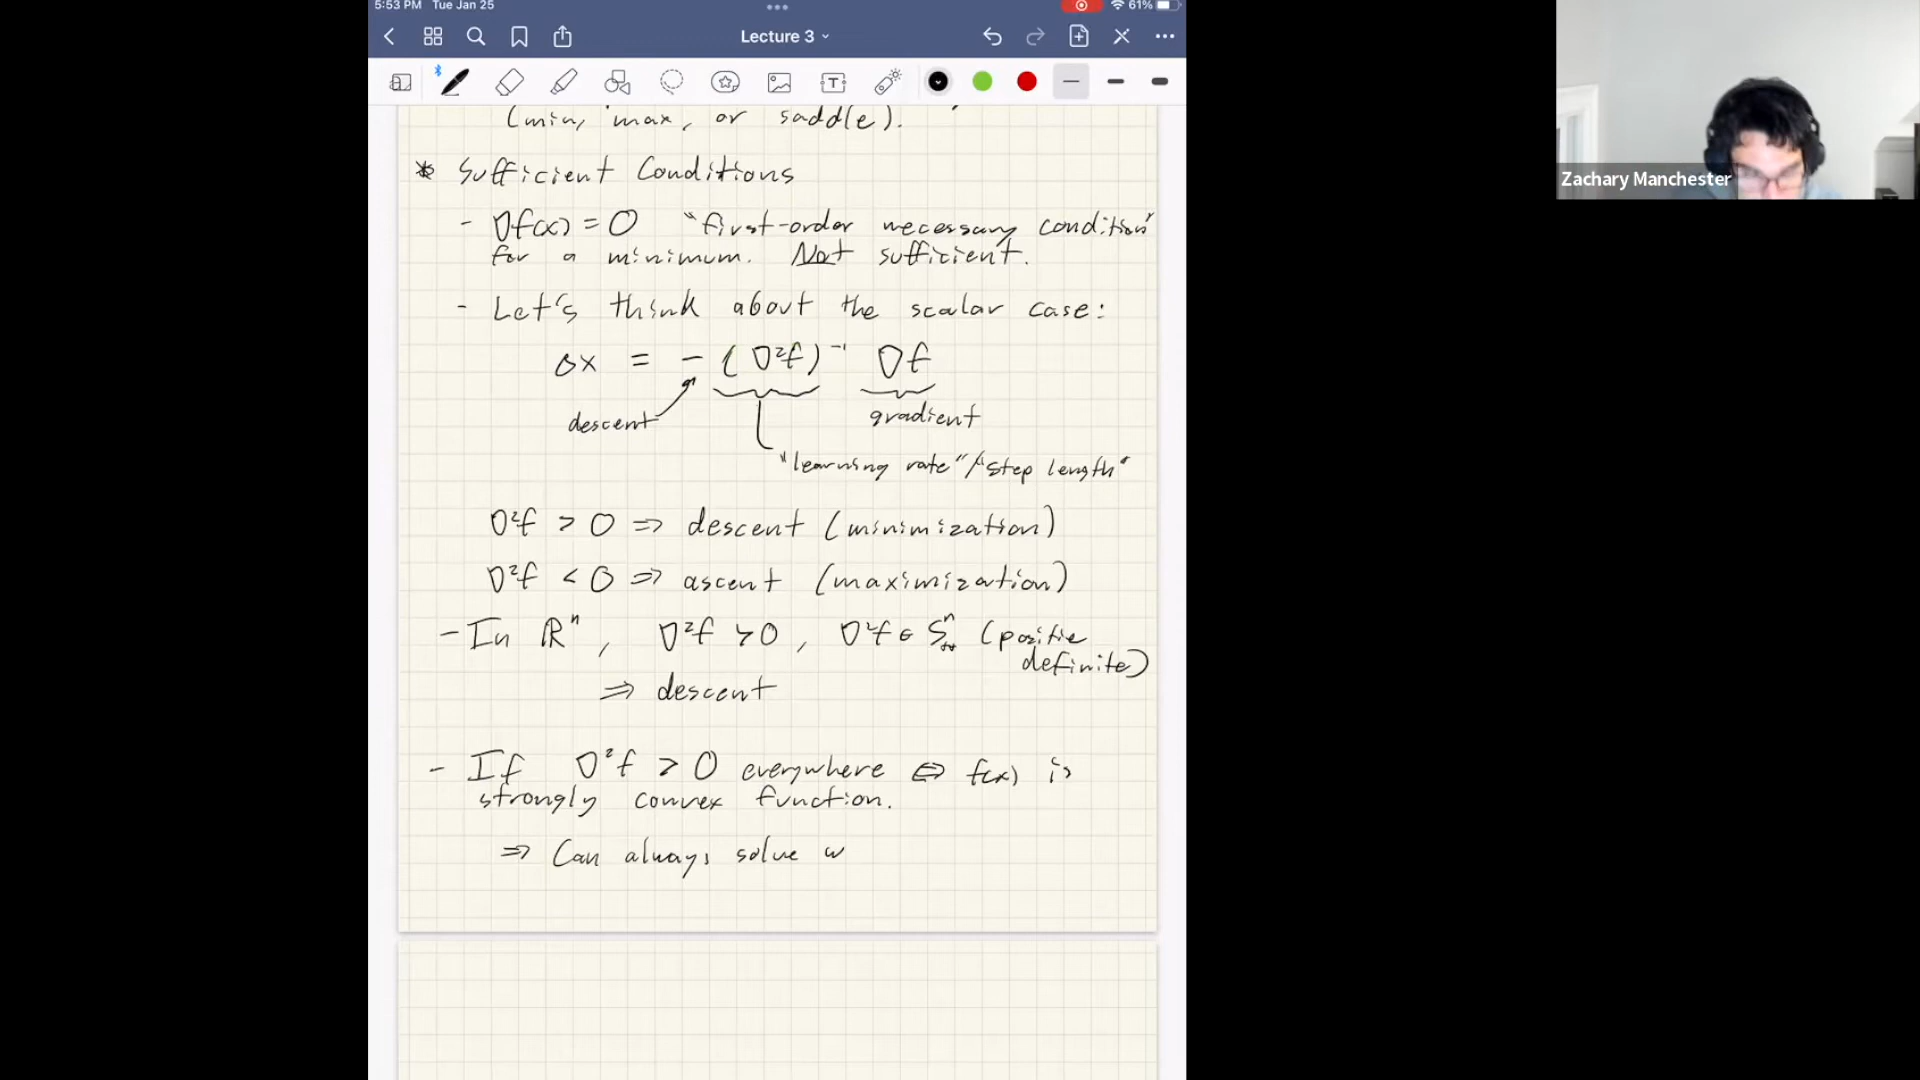 5:53 PM Tue Jan 25
61%
Lecture 3
(min, max, or saddle).
* Sufficient Conditions
- ∇f(x) = 0 "first-order necessary condition"
for a minimum. Not sufficient.
- Let's think about the scalar case:
Δx = - (∇²f)⁻¹ ∇f
descent
gradient
"learning rate"/"step length"
∇²f > 0 ⇒ descent (minimization)
∇²f < 0 ⇒ ascent (maximization)
- In ℝⁿ, ∇²f ≻ 0, ∇²f ∈ Sⁿ₊₊ (positive
definite)
⇒ descent
- If ∇²f > 0 everywhere ⇔ f(x) is
strongly convex function.
⇒ Can always solve w
Zachary Manchester